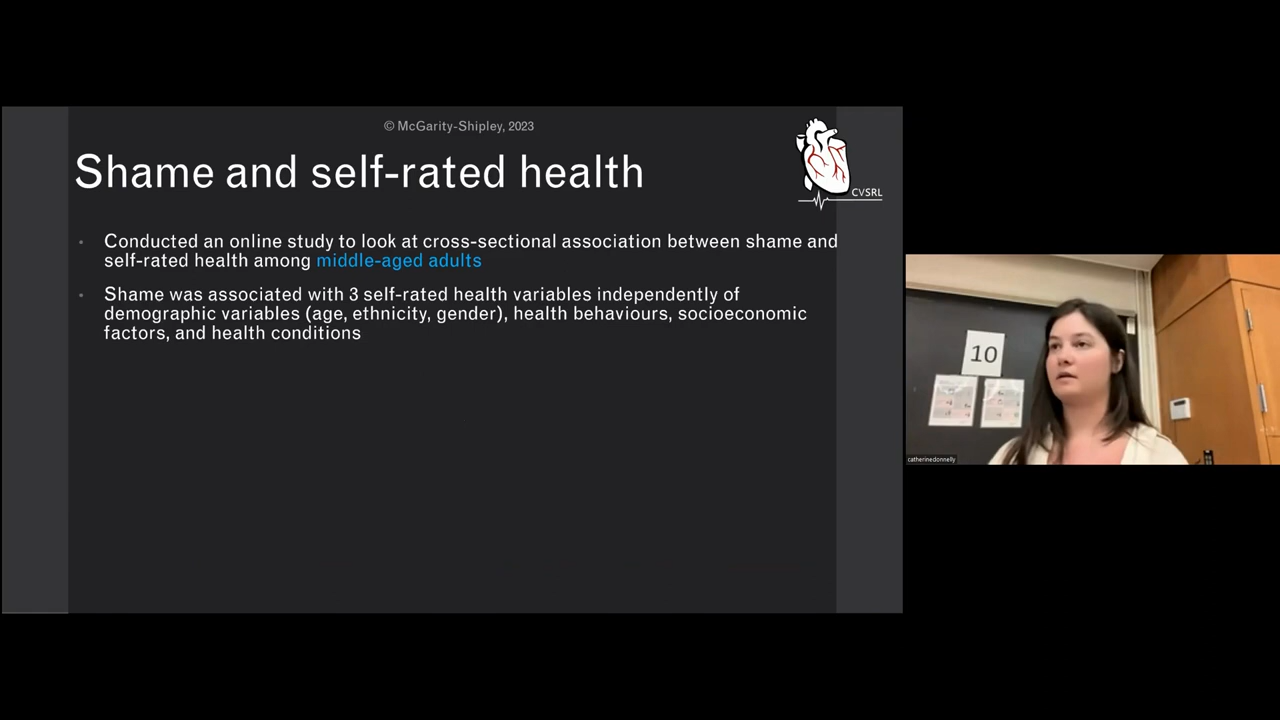 © McGarity-Shipley, 2023
Shame and self-rated health
CVSRL
• Conducted an online study to look at cross-sectional association between shame and
self-rated health among middle-aged adults
• Shame was associated with 3 self-rated health variables independently of
demographic variables (age, ethnicity, gender), health behaviours, socioeconomic
factors, and health conditions
10
catherinedonnelly